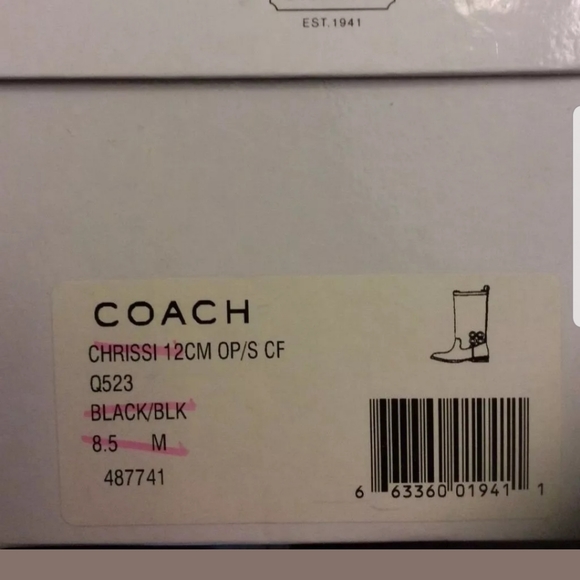 EST. 1941
COACH
CHRISSI 12CM OP/S CF
Q523
BLACK/BLK
8.5 M
487741
6 63360 01941 1